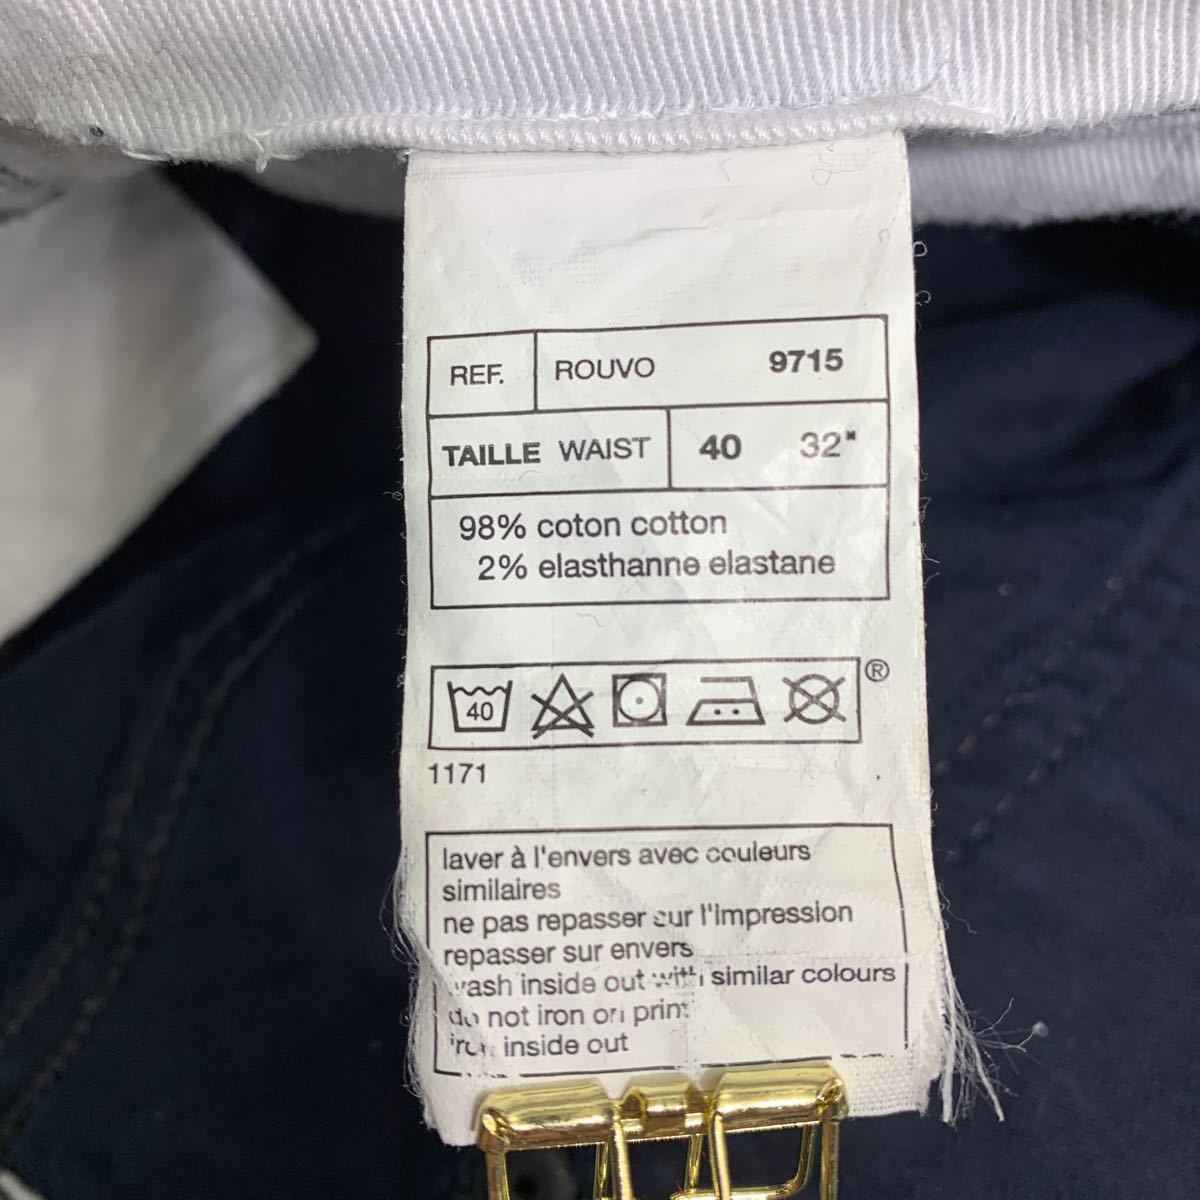 REF. ROUVO 9715
TAILLE WAIST 40 32"
98% coton cotton
2% elasthanne elastane
40
®
1171
laver à l'envers avec couleurs
similaires
ne pas repasser sur l'impression
repasser sur envers
wash inside out with similar colours
do not iron on print
iron inside out